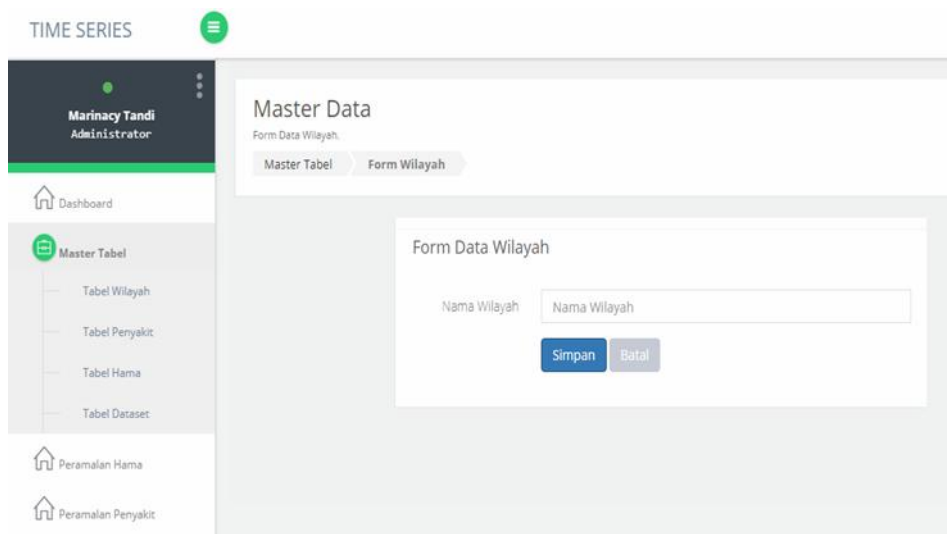 TIME SERIES
Marinacy Tandi
Administrator
Dashboard
Master Tabel
Tabel Wilayah
Tabel Penyakit
Tabel Hama
Tabel Dataset
Peramalan Hama
Peramalan Penyakit
Master Data
Form Data Wilayah.
Master Tabel Form Wilayah
Form Data Wilayah
Nama Wilayah Nama Wilayah
Simpan Batal